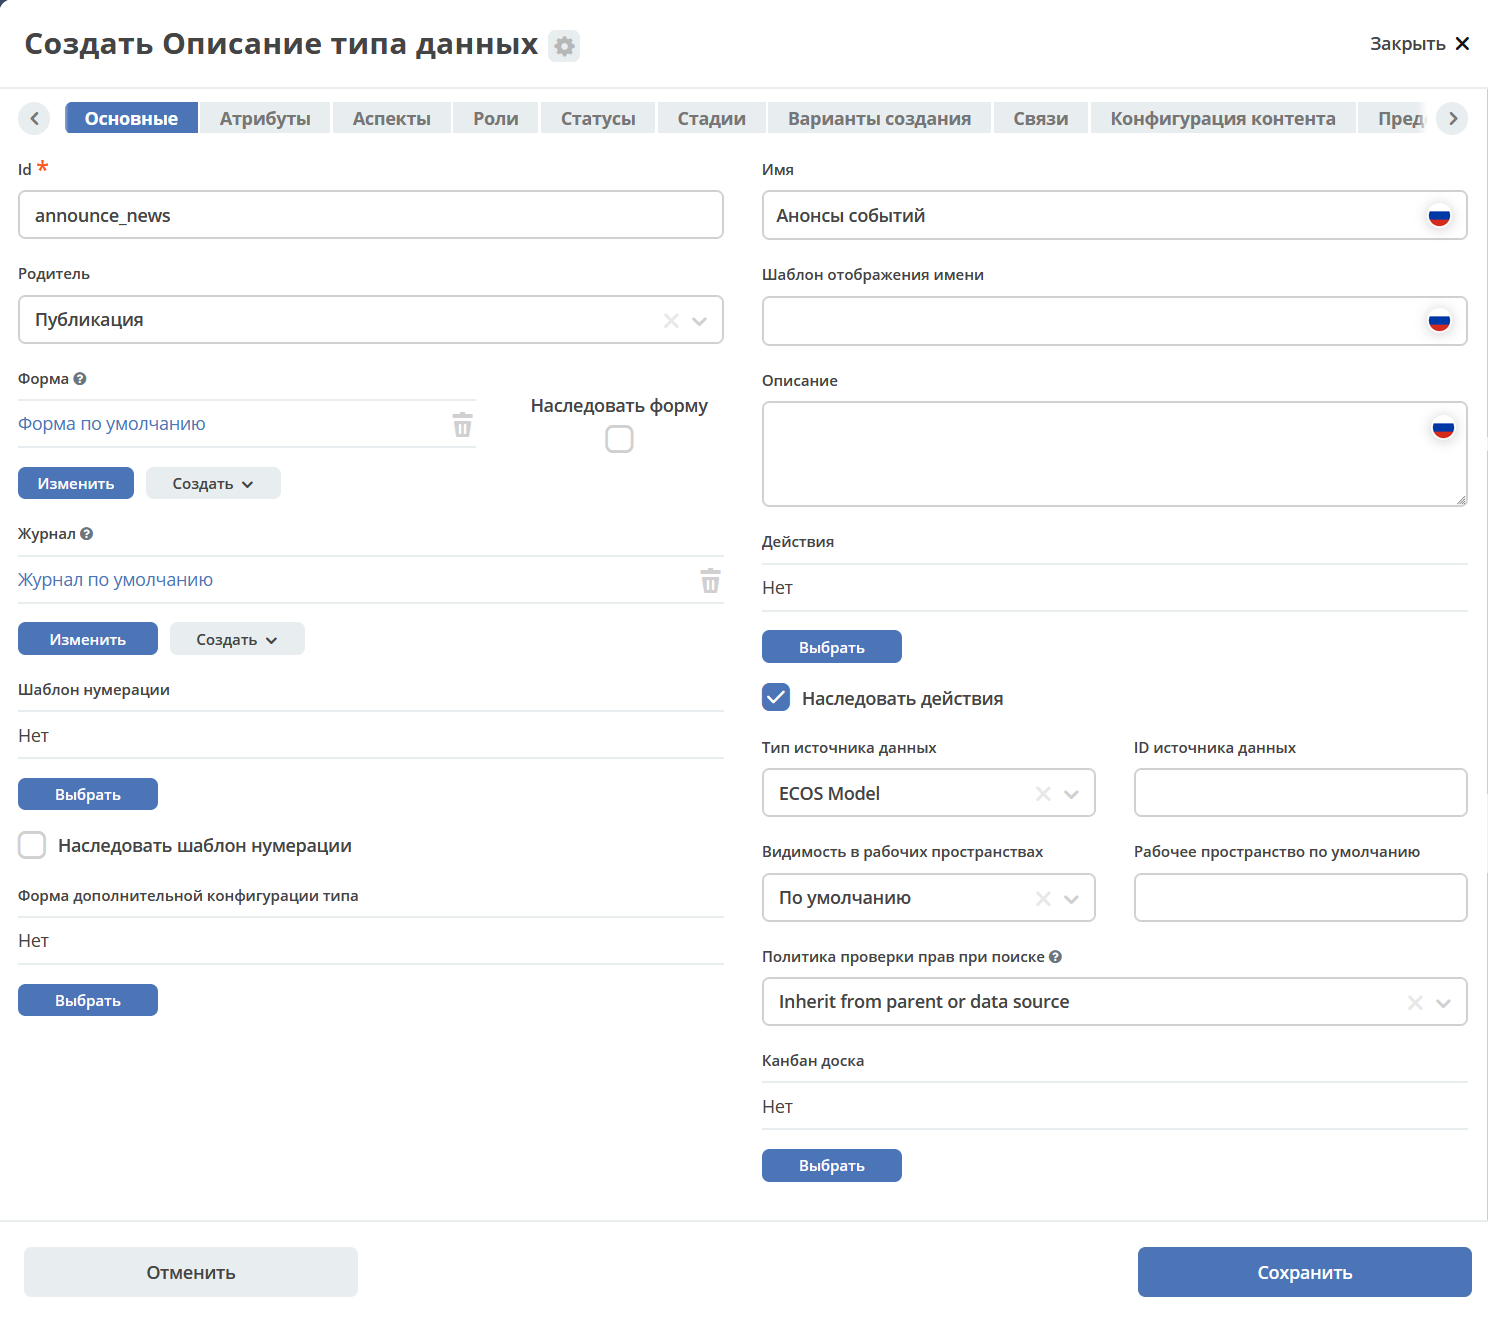 Создать Описание типа данных
Закрыть
Основные Атрибуты Аспекты Роли Статусы Стадии Варианты создания Связи Конфигурация контента Пред
Id *
announce_news
Родитель
Публикация
Форма
Форма по умолчанию
Наследовать форму
Изменить Создать
Журнал
Журнал по умолчанию
Изменить Создать
Шаблон нумерации
Нет
Выбрать
Наследовать шаблон нумерации
Форма дополнительной конфигурации типа
Нет
Выбрать
Имя
Анонсы событий
Шаблон отображения имени
Описание
Действия
Нет
Выбрать
Наследовать действия
Тип источника данных ID источника данных
ECOS Model
Видимость в рабочих пространствах Рабочее пространство по умолчанию
По умолчанию
Политика проверки прав при поиске
Inherit from parent or data source
Канбан доска
Нет
Выбрать
Отменить Сохранить